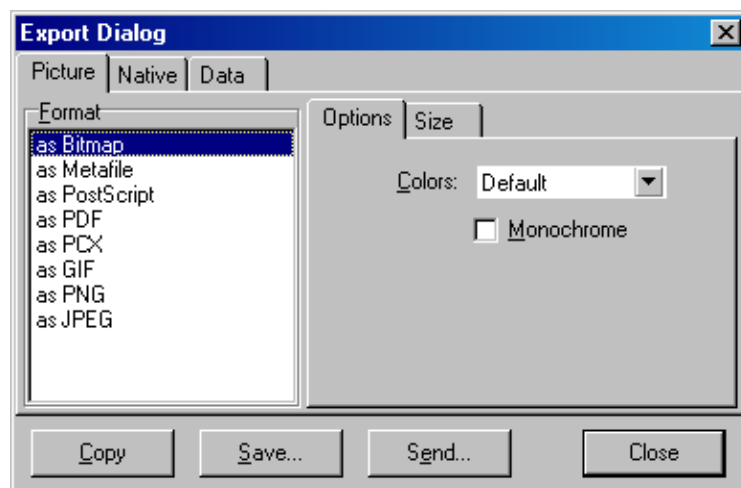 Export Dialog
Picture Native Data
Format
as Bitmap
as Metafile
as PostScript
as PDF
as PCX
as GIF
as PNG
as JPEG
Options Size
Colors: Default
Monochrome
Copy Save... Send... Close